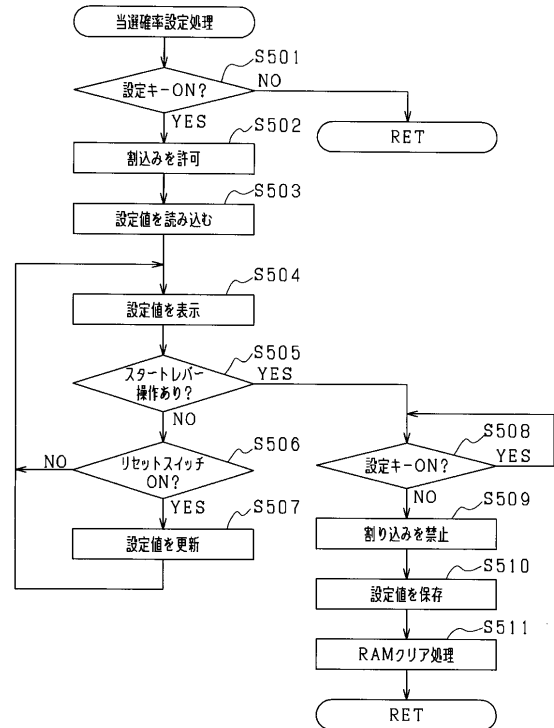 当選確率設定処理
S501
設定キーON?
NO
YES
RET
S502
割込みを許可
S503
設定値を読み込む
S504
設定値を表示
S505
スタートレバー
操作あり?
YES
NO
S506
リセットスイッチ
ON?
NO
YES
S507
設定値を更新
S508
設定キーON?
YES
NO
S509
割り込みを禁止
S510
設定値を保存
S511
RAMクリア処理
RET